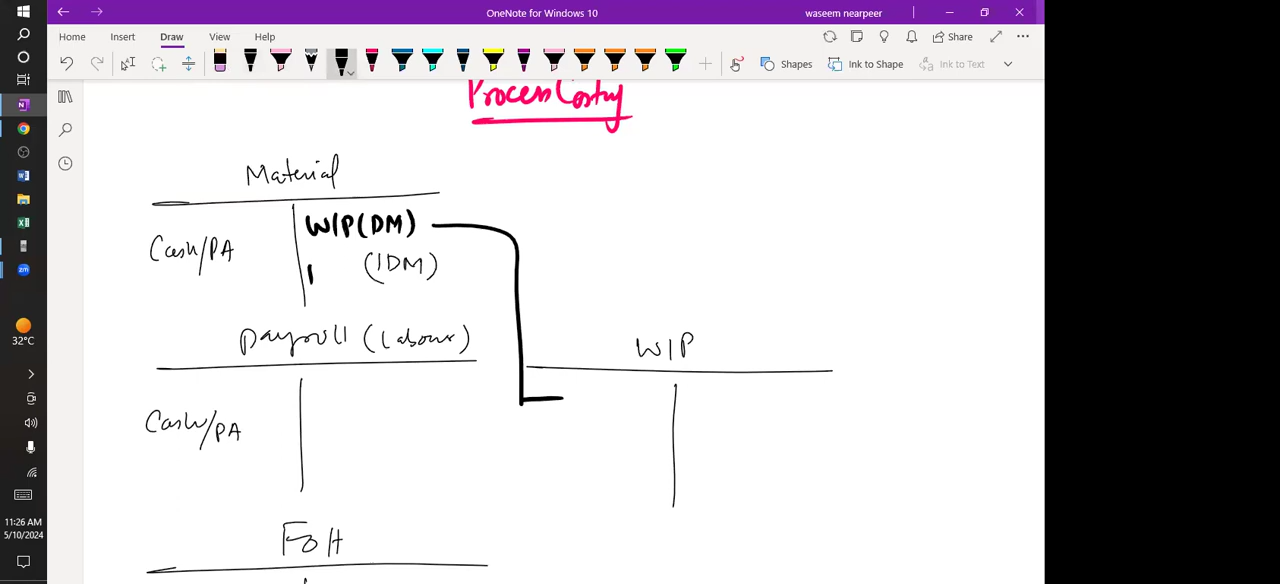 OneNote for Windows 10
waseem nearpeer
Home Insert Draw View Help
Share
Shapes
Ink to Shape
Ink to Text
Process Costing
Material
Cash/PA
W/P(DM)
(IDM)
Payroll (Labour)
W/P
Cash/PA
FOH
32°C
11:26 AM
5/10/2024